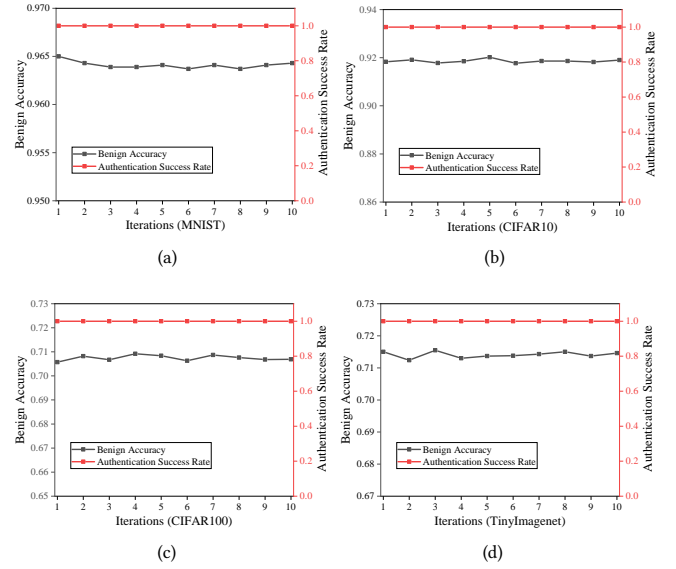 0.970
0.965
0.960
0.955
0.950
Benign Accuracy
1.0
0.8
0.6
0.4
0.2
0.0
Authentication Success Rate
Benign Accuracy
Authentication Success Rate
1 2 3 4 5 6 7 8 9 10
Iterions (MNIST)
(a)
0.94
0.92
0.90
0.88
0.86
Benign Accuracy
1.0
0.8
0.6
0.4
0.2
0.0
Authentication Success Rate
Benign Accuracy
Authentication Success Rate
1 2 3 4 5 6 7 8 9 10
Iterations (CIFAR10)
(b)
0.73
0.72
0.71
0.70
0.69
0.68
0.67
0.66
0.65
Benign Accuracy
1.0
0.8
0.6
0.4
0.2
0.0
Authentication Success Rate
Benign Accuracy
Authentication Success Rate
1 2 3 4 5 6 7 8 9 10
Iterations (CIFAR100)
(c)
0.73
0.72
0.71
0.70
0.69
0.68
0.67
Benign Accuracy
1.0
0.8
0.6
0.4
0.2
0.0
Authentication Success Rate
Benign Accuracy
Authentication Success Rate
1 2 3 4 5 6 7 8 9 10
Iterations (TinyImagenet)
(d)